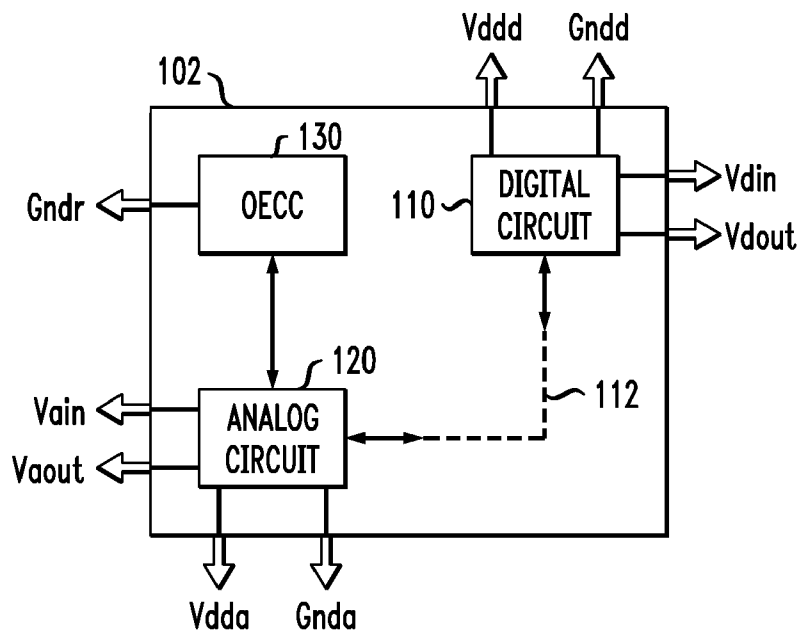 Vddd
Gndd
102
130
OECC
Gndr
110
DIGITAL
CIRCUIT
Vdin
Vdout
120
112
Vain
Vaout
ANALOG
CIRCUIT
Vdda
Gnda